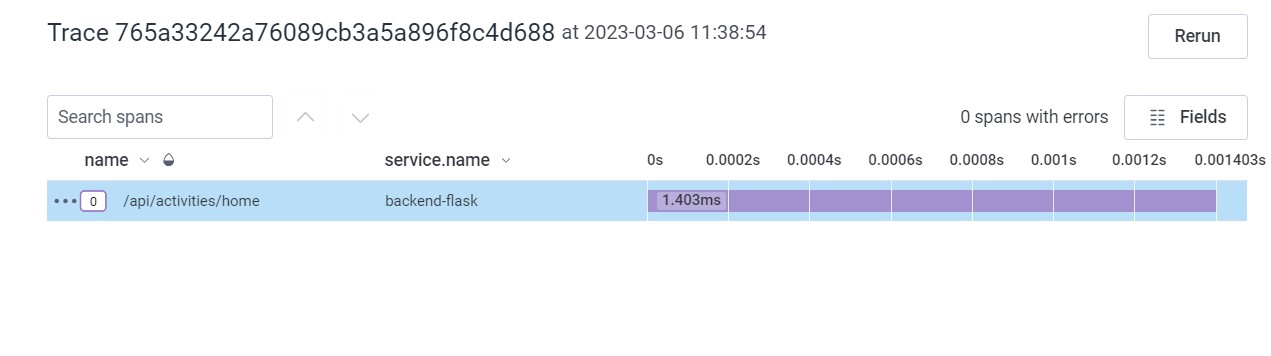 Trace 765a33242a76089cb3a5a896f8c4d688 at 2023-03-06 11:38:54
Rerun
Search spans
0 spans with errors
Fields
name service.name 0s 0.0002s 0.0004s 0.0006s 0.0008s 0.001s 0.0012s 0.001403s
0 /api/activities/home backend-flask 1.403ms